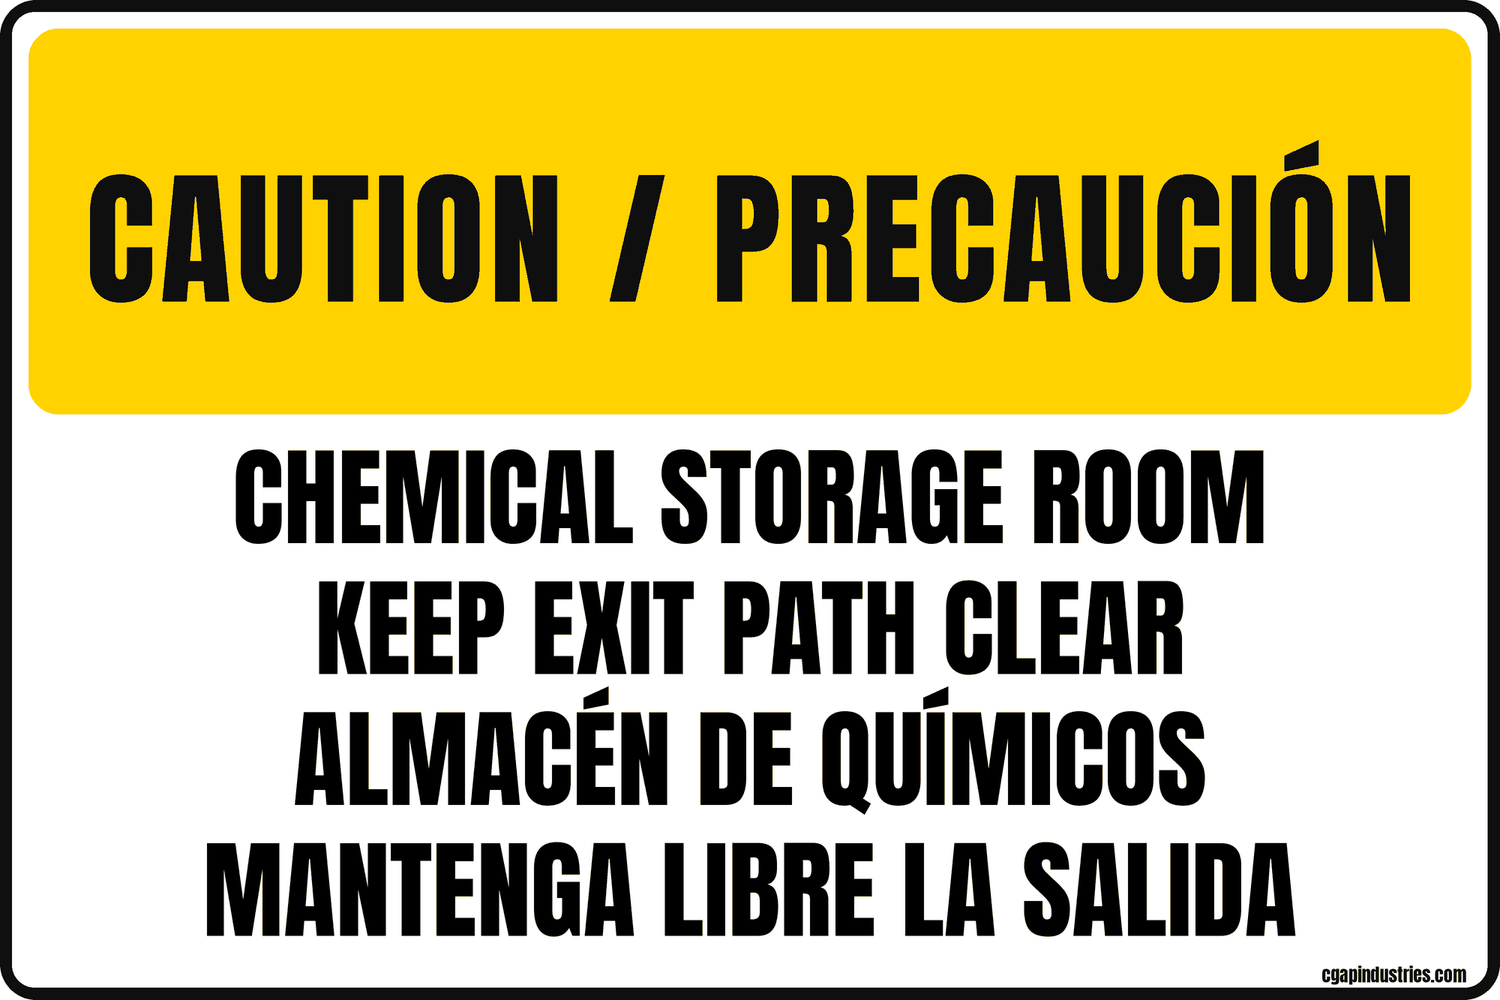 CAUTION / PRECAUCIÓN
CHEMICAL STORAGE ROOM
KEEP EXIT PATH CLEAR
ALMACÉN DE QUÍMICOS
MANTENGA LIBRE LA SALIDA
cgapindustries.com